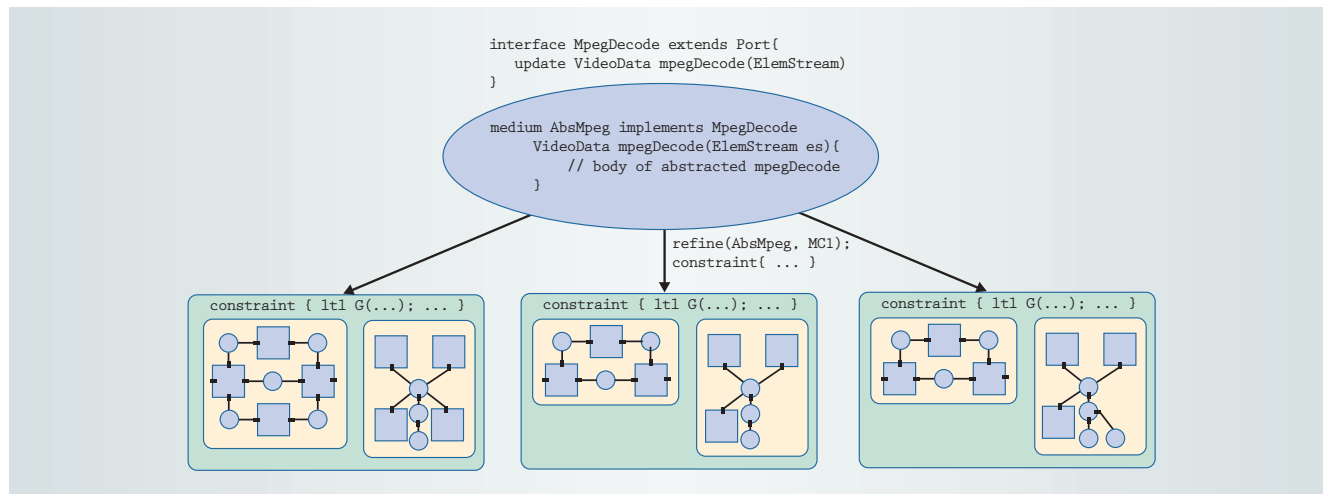 interface MpegDecode extends Port{
update VideoData mpegDecode(ElemStream)
}
medium AbsMpeg implements MpegDecode
VideoData mpegDecode(ElemStream es){
// body of abstracted mpegDecode
}
refine(AbsMpeg, MC1);
constraint{ ... }
constraint { ltl G(...); ... }
constraint { ltl G(...); ... }
constraint { ltl G(...); ... }